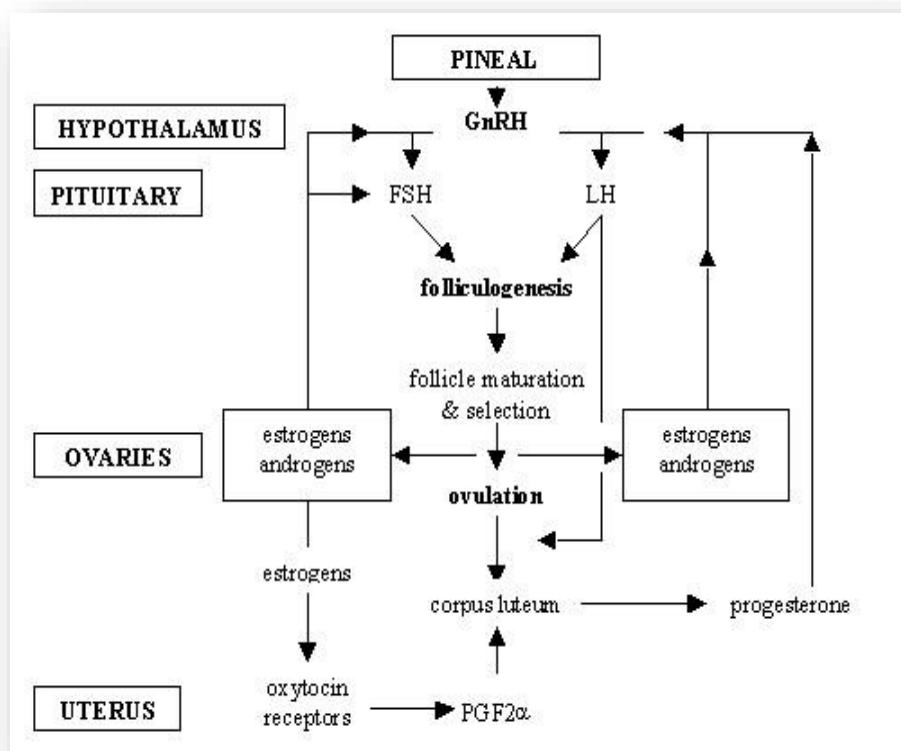 PINEAL
HYPOTHALAMUS
GnRH
PITUITARY
FSH
LH
folliculogenesis
follicle maturation
& selection
OVARIES
estrogens
androgens
estrogens
androgens
ovulation
estrogens
corpus luteum
progesterone
UTERUS
oxytocin
receptors
PGF2α